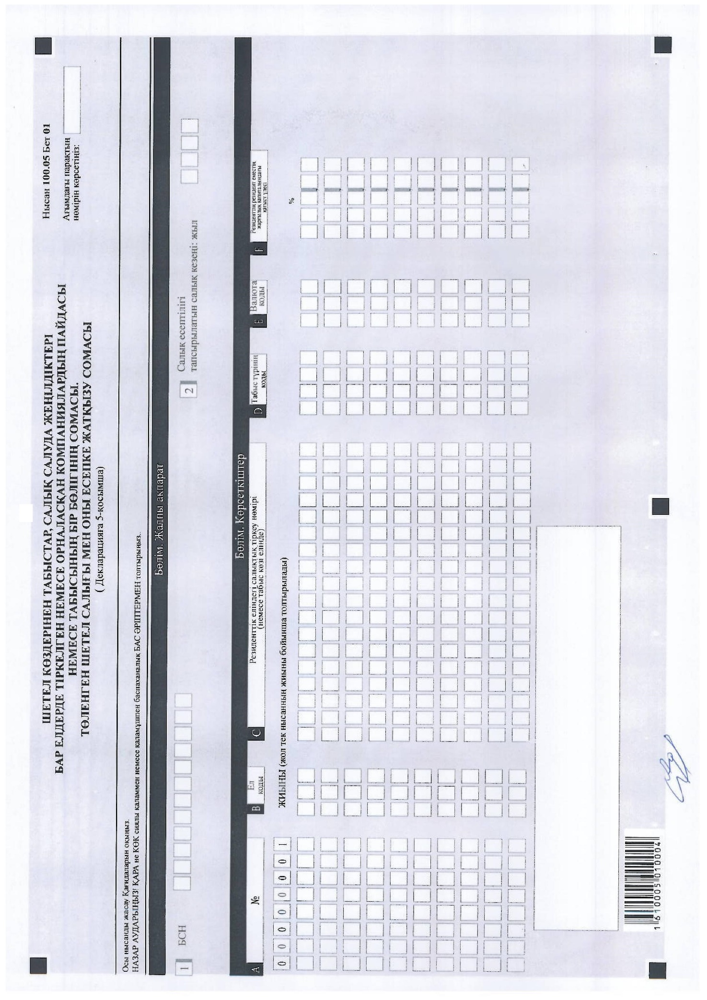 Нысан 100.05 Бет 01
Ағымдағы парақтың
нөмірін көрсетіңіз:
ШЕТЕЛ КӨЗДЕРІНЕН ТАБЫСТАР, САЛЫҚ САЛУДА ЖЕҢІЛДІКТЕРІ
БАР ЕЛДЕРДЕ ТІРКЕЛГЕН НЕМЕСЕ ОРНАЛАСҚАН КОМПАНИЯЛАРДЫҢ ПАЙДАСЫ
НЕМЕСЕ ТАБЫСЫНЫҢ БІР БӨЛІГІНІҢ СОМАСЫ.
ТӨЛЕНГЕН ШЕТЕЛ САЛЫҒЫ МЕН ОНЫ ЕСЕПКЕ ЖАТҚЫЗУ СОМАСЫ
( Декларацияға 5-қосымша)
Осы нысанды жасау Қағидаларын оқыңыз.
НАЗАР АУДАРЫҢЫЗ! ҚАРА не КӨК сиялы қаламмен немесе қаламұшпен баспаханалық БАС ӘРІПТЕРМЕН толтырыңыз.
Бөлім. Жалпы ақпарат
1 БСН
2 Салық есептілігі
тапсырылатын салық кезеңі: жыл
Бөлім. Көрсеткіштер
A №
B Ел
коды
C Резиденттік еліндегі салықтық тіркеу нөмірі
(немесе табыс көзі елінде)
D Табыс түрінің
коды
E Валюта
коды
F Резиденттің резидент еместің
жарғылық капиталындағы
қатысу үлесі
0 0 0 0 0 0 0 1 ЖИЫНЫ (жол тек нысанның жиыны бойынша толтырылады)
%
1610005010004